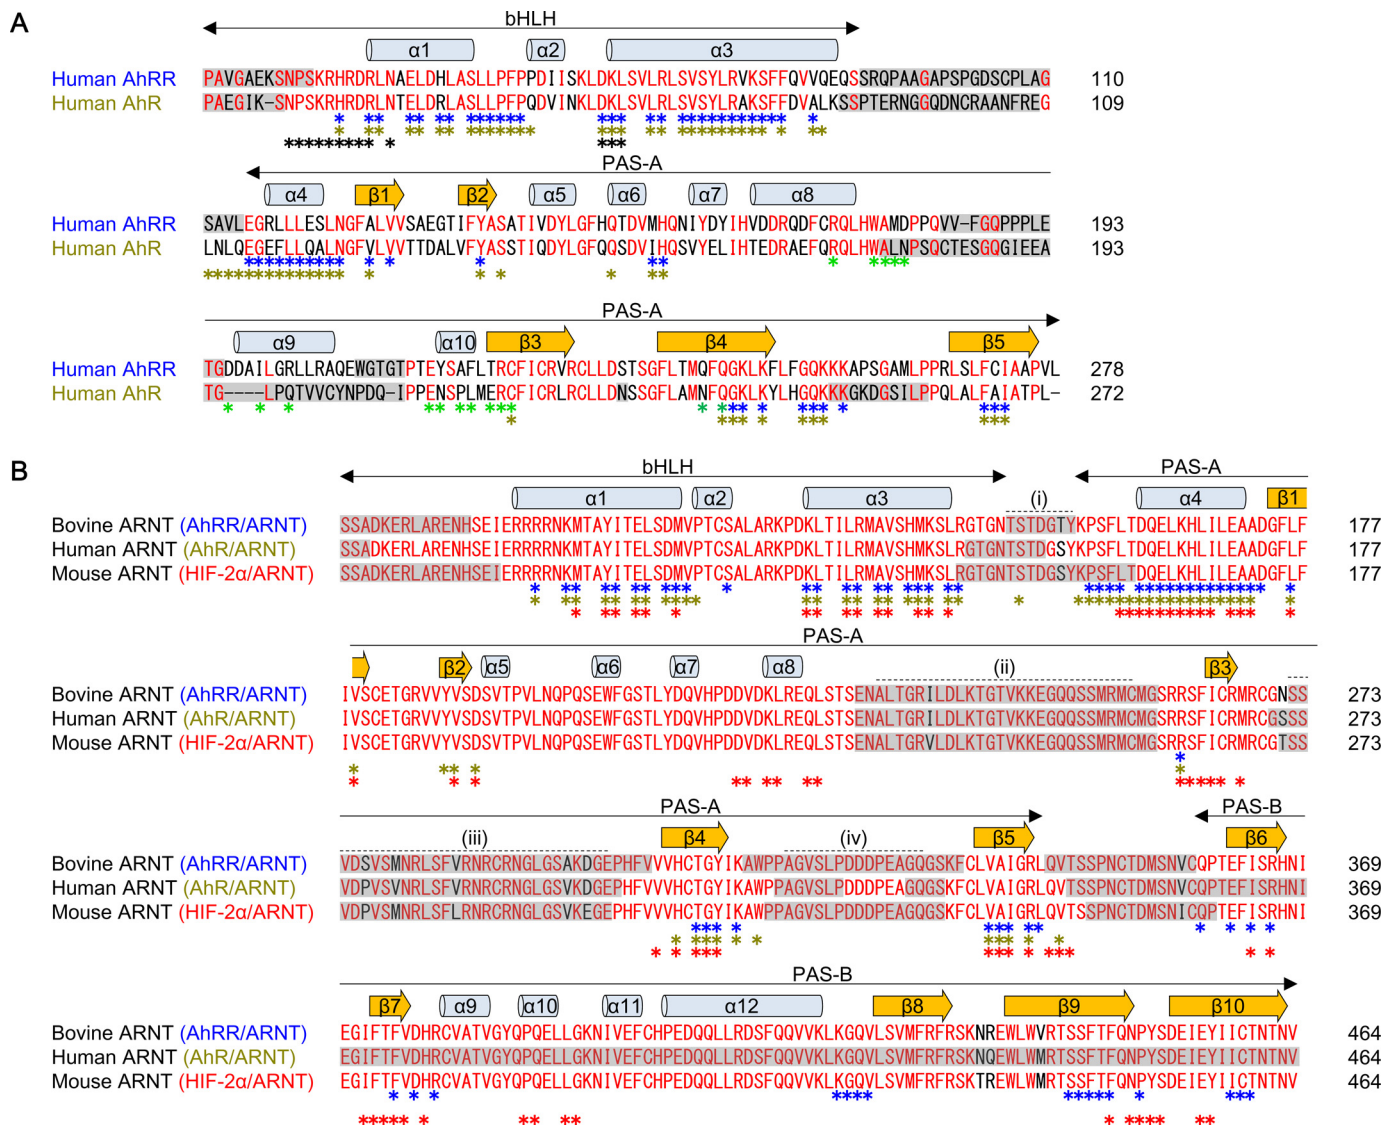 A
bHLH
α1 α2 α3
Human AhRR PAVGAEKSNPSKRHRDRLNAELDHLASLLPFPPDIISKLDKLSVLRLSVSYLRVKSFFQVVQEQSSRQPAAGAPSPGDSCPLAG 110
Human AhR PAEGIK-SNPSKRHRDRLNTELDRLASLLPFPQDVINKLDKLSVLRLSVSYLRAKSFFDVALKSSPTERNGGQDNCRAANFREG 109
PAS-A
α4 β1 β2 α5 α6 α7 α8
Human AhRR SAVLEGRLLLESLNGFALVVSAEGTIFYASATIVDYLGFHQTDVMHQNIYDYIHVDDRQDFCRQLHWAMDPPQVV-FGQPPPLE 193
Human AhR LNLQEGEFLLQALNGFVLVVTTDALVFYASSTIQDYLGFQQSDVIHQSVYELIHTEDRAEFQRQLHWALNPSQCTESGQGIEEA 193
PAS-A
α9 α10 β3 β4 β5
Human AhRR TGDDAILGRLLRAQEWGTGTPTEYSAFLTRCFICRVRCLLDSTSGFLTMQFQGKLKFLFGQKKKAPSGAMLPPRLSLFCIAAPVL 278
Human AhR TG----LPQTVVCYNPDQ-IPPENSPLMERCFICRLRCLLDNSSGFLAMNFQGKLKYLHGQKKKGKDGSILPPQLALFAIATPL- 272
B
bHLH PAS-A
α1 α2 α3 (i) α4 β1
Bovine ARNT (AhRR/ARNT) SSADKERLARENHSEIERRRRNKMTAYITELSDMVPTCSALARKPDKLTILRMAVSHMKSLRGTGNTSTDGTYKPSFLTDQELKHLILEAADGFLF 177
Human ARNT (AhR/ARNT) SSADKERLARENHSEIERRRRNKMTAYITELSDMVPTCSALARKPDKLTILRMAVSHMKSLRGTGNTSTDGSYKPSFLTDQELKHLILEAADGFLF 177
Mouse ARNT (HIF-2α/ARNT) SSADKERLARENHSEIERRRRNKMTAYITELSDMVPTCSALARKPDKLTILRMAVSHMKSLRGTGNTSTDGSYKPSFLTDQELKHLILEAADGFLF 177
PAS-A
β2 α5 α6 α7 α8 (ii) β3
Bovine ARNT (AhRR/ARNT) IVSCETGRVVYVSDSVTPVLNQPQSEWFGSTLYDQVHPDDVDKLREQLSTSENALTGRILDLKTGTVKKEGQQSSMRMCMGSRRSFICRMRCGNSS 273
Human ARNT (AhR/ARNT) IVSCETGRVVYVSDSVTPVLNQPQSEWFGSTLYDQVHPDDVDKLREQLSTSENALTGRILDLKTGTVKKEGQQSSMRMCMGSRRSFICRMRCGSSS 273
Mouse ARNT (HIF-2α/ARNT) IVSCETGRVVYVSDSVTPVLNQPQSEWFGSTLYDQVHPDDVDKLREQLSTSENALTGRVLDLKTGTVKKEGQQSSMRMCMGSRRSFICRMRCGTSS 273
PAS-A PAS-B
(iii) β4 (iv) β5 β6
Bovine ARNT (AhRR/ARNT) VDSVSMNRLSFVRNRCRNGLGSAKDGEPHFVVVHCTGYIKAWPPAGVSLPDDDPEAGQGSKFCLVAIGRLQVTSSPNCTDMSNVCQPTEFISRHNI 369
Human ARNT (AhR/ARNT) VDPVSVNRLSFVRNRCRNGLGSVKDGEPHFVVVHCTGYIKAWPPAGVSLPDDDPEAGQGSKFCLVAIGRLQVTSSPNCTDMSNVCQPTEFISRHNI 369
Mouse ARNT (HIF-2α/ARNT) VDPVSMNRLSFLRNRCRNGLGSVKEGEPHFVVVHCTGYIKAWPPAGVSLPDDDPEAGQGSKFCLVAIGRLQVTSSPNCTDMSNICQPTEFISRHNI 369
PAS-B
β7 α9 α10 α11 α12 β8 β9 β10
Bovine ARNT (AhRR/ARNT) EGIFTFVDHRCVATVGYQPQELLGKNIVEFCHPEDQQLLRDSFQQVVKLKGQVLSVMFRFRSKNREWLWVRTSSFTFQNPYSDEIEYIICTNTNV 464
Human ARNT (AhR/ARNT) EGIFTFVDHRCVATVGYQPQELLGKNIVEFCHPEDQQLLRDSFQQVVKLKGQVLSVMFRFRSKNQEWLWMRTSSFTFQNPYSDEIEYIICTNTNV 464
Mouse ARNT (HIF-2α/ARNT) EGIFTFVDHRCVATVGYQPQELLGKNIVEFCHPEDQQLLRDSFQQVVKLKGQVLSVMFRFRSKTREWLWMRTSSFTFQNPYSDEIEYIICTNTNV 464